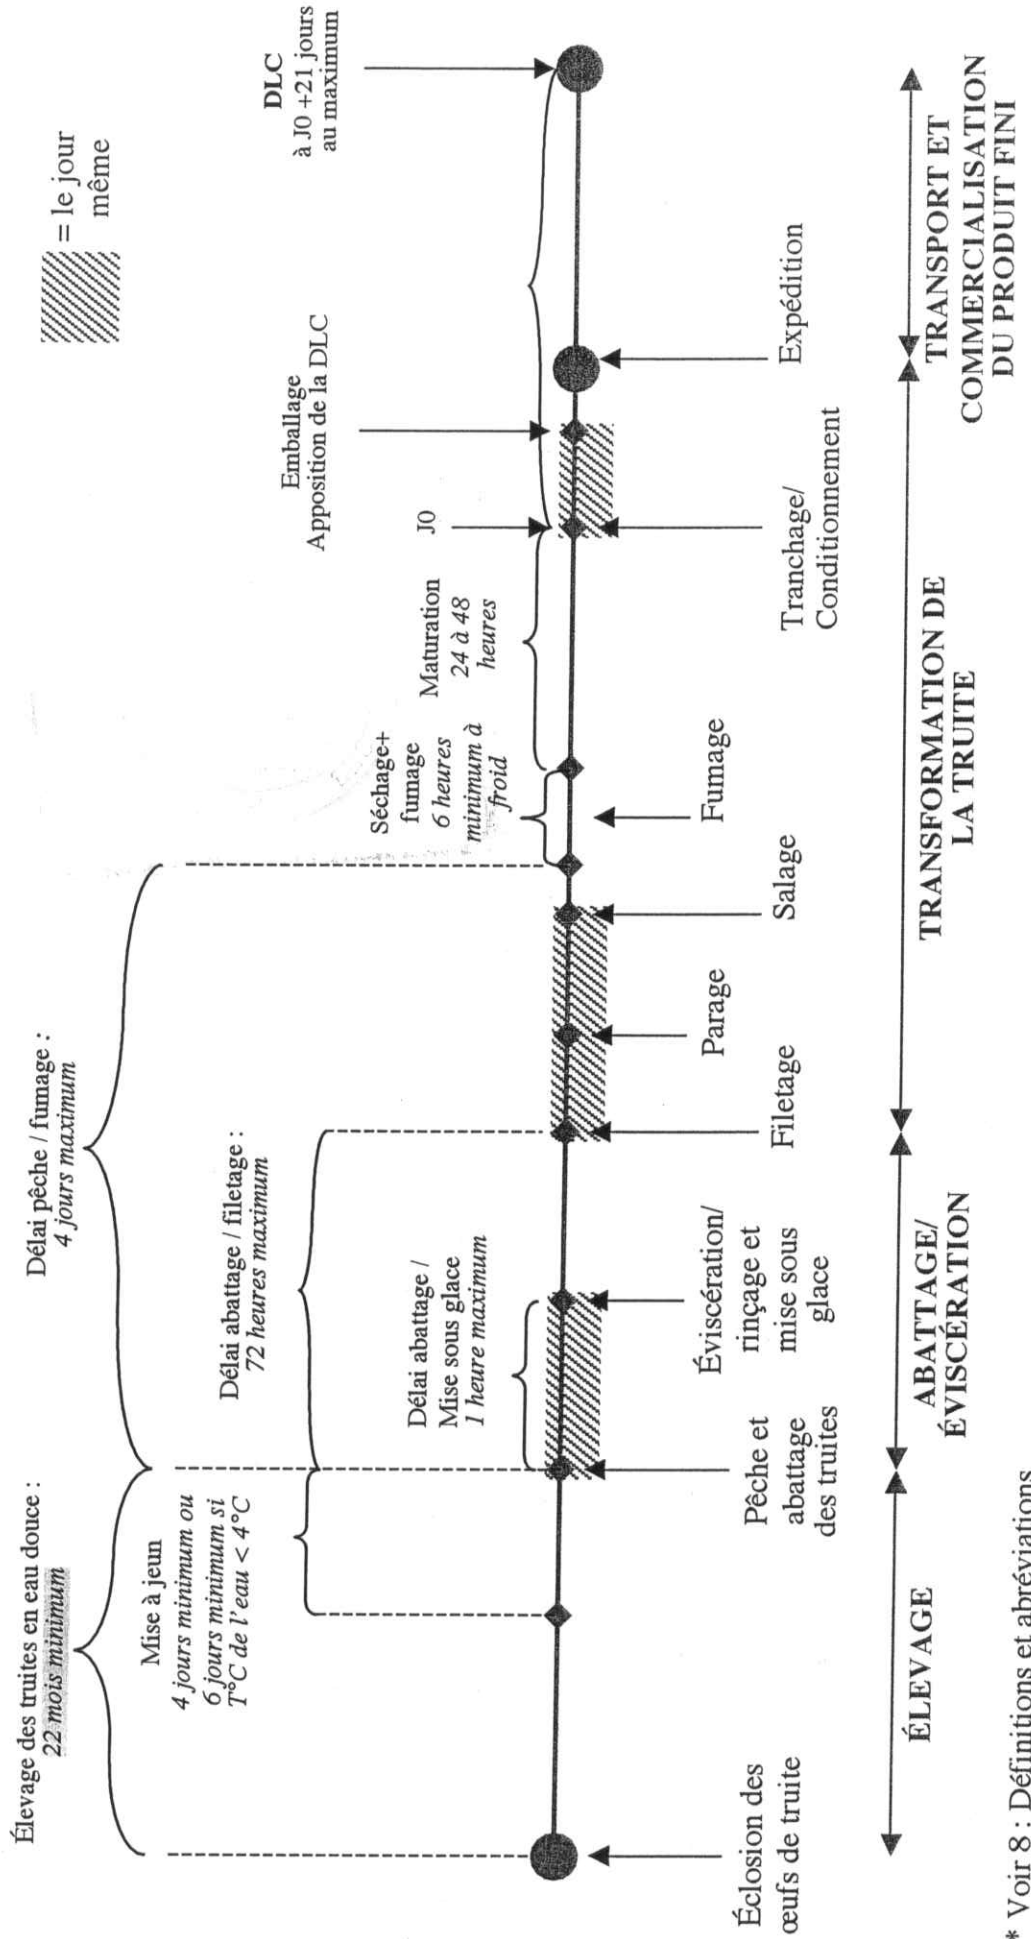 Élevage des truites en eau douce :
22 mois minimum
Délai pêche / fumage :
4 jours maximum
= le jour
même
Mise à jeun
4 jours minimum ou
6 jours minimum si
T°C de l'eau < 4°C
Délai abattage / filetage :
72 heures maximum
Délai abattage /
Mise sous glace
1 heure maximum
Séchage+
fumage
6 heures
minimum à
froid
Maturation
24 à 48
heures
J0
Emballage
Apposition de la DLC
DLC
à J0 +21 jours
au maximum
Éclosion des
œufs de truite
Pêche et
abattage
des truites
Éviscération/
rinçage et
mise sous
glace
Filetage
Parage
Salage
Fumage
Tranchage/
Conditionnement
Expédition
ÉLEVAGE
ABATTAGE/
ÉVISCÉRATION
TRANSFORMATION DE
LA TRUITE
TRANSPORT ET
COMMERCIALISATION
DU PRODUIT FINI
* Voir 8 : Définitions et abréviations